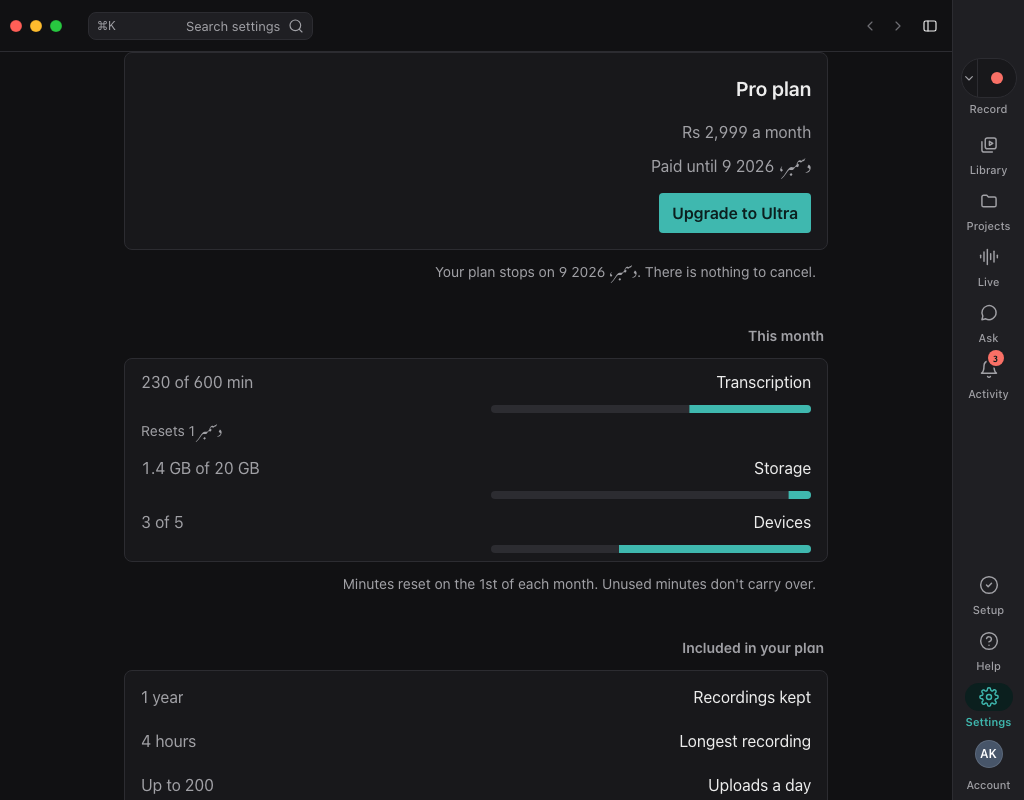 ⌘K
Search settings
Pro plan
Rs 2,999 a month
Paid until 9 دسمبر، 2026
Upgrade to Ultra
Your plan stops on 9 دسمبر، 2026. There is nothing to cancel.
This month
Transcription
230 of 600 min
Resets 1 دسمبر
Storage
1.4 GB of 20 GB
Devices
3 of 5
Minutes reset on the 1st of each month. Unused minutes don't carry over.
Included in your plan
Recordings kept
1 year
Longest recording
4 hours
Uploads a day
Up to 200
Record
Library
Projects
Live
Ask
3
Activity
Setup
Help
Settings
AK
Account